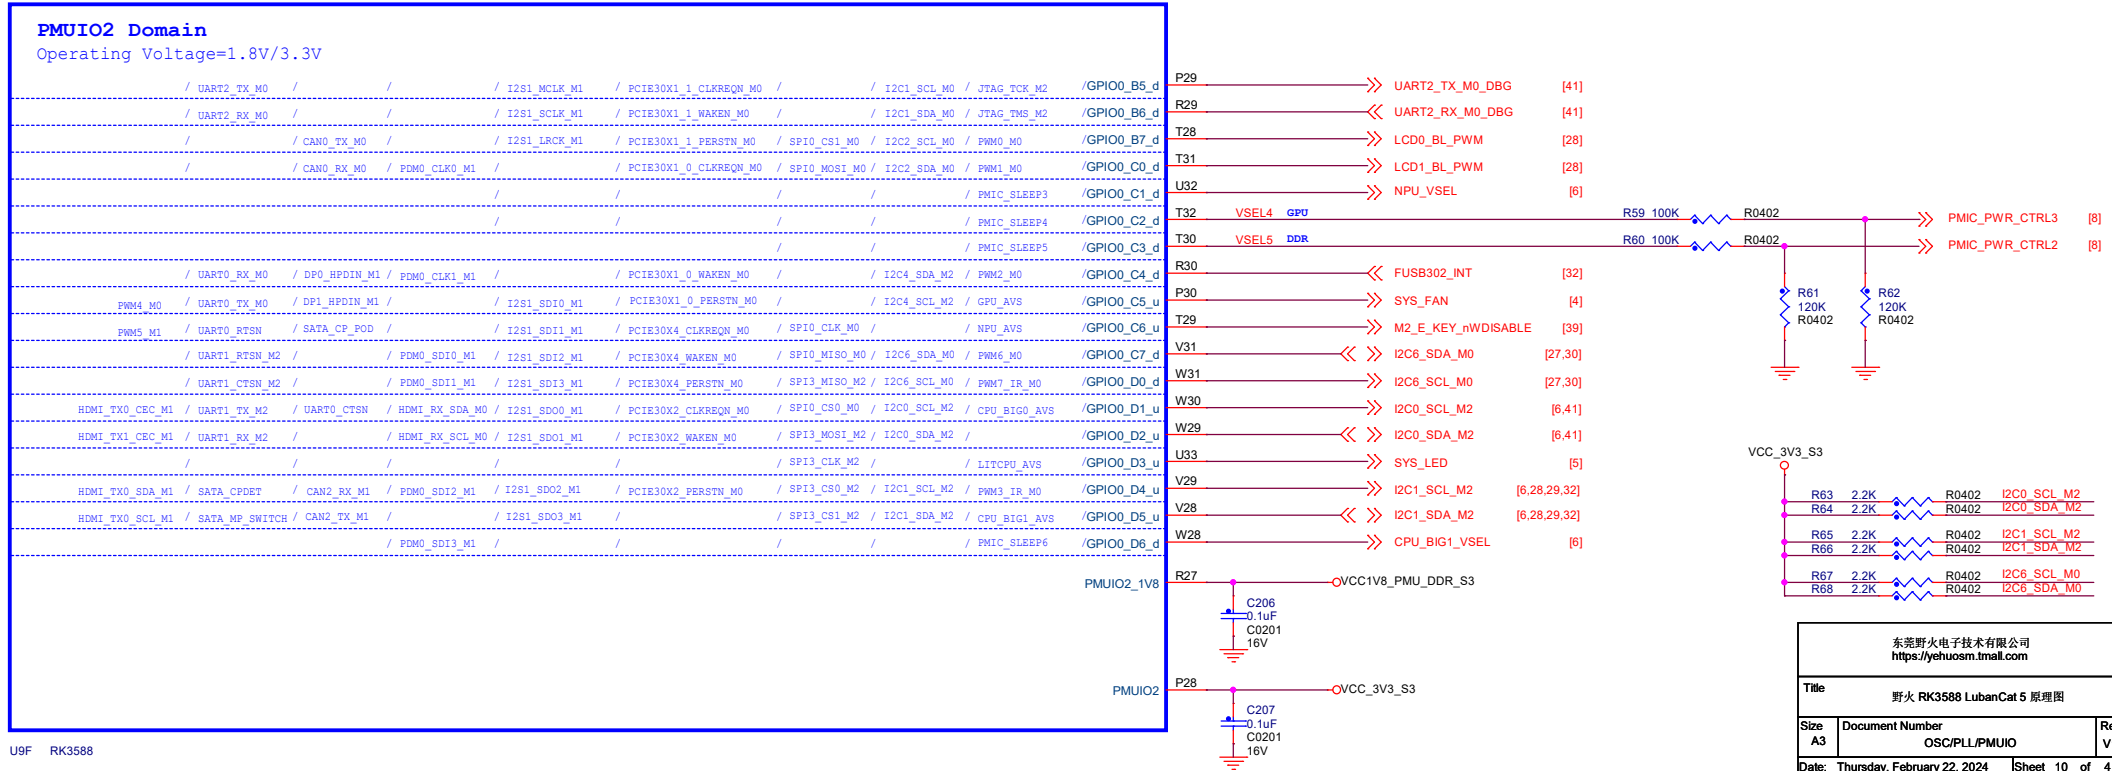 PMUIO2 Domain
Operating Voltage=1.8V/3.3V
/ UART2_TX_M0 / / / I2S1_MCLK_M1 / PCIE30X1_1_CLKREQN_M0 / / I2C1_SCL_M0 / JTAG_TCK_M2 /GPIO0_B5_d P29 UART2_TX_M0_DBG [41]
/ UART2_RX_M0 / / / I2S1_SCLK_M1 / PCIE30X1_1_WAKEN_M0 / / I2C1_SDA_M0 / JTAG_TMS_M2 /GPIO0_B6_d R29 UART2_RX_M0_DBG [41]
/ / CAN0_TX_M0 / / I2S1_LRCK_M1 / PCIE30X1_1_PERSTN_M0 / SPI0_CS1_M0 / I2C2_SCL_M0 / PWM0_M0 /GPIO0_B7_d T28 LCD0_BL_PWM [28]
/ / CAN0_RX_M0 / PDM0_CLK0_M1 / / PCIE30X1_0_CLKREQN_M0 / SPI0_MOSI_M0 / I2C2_SDA_M0 / PWM1_M0 /GPIO0_C0_d T31 LCD1_BL_PWM [28]
/ / / / PMIC_SLEEP3 /GPIO0_C1_d U32 NPU_VSEL [6]
/ / / / PMIC_SLEEP4 /GPIO0_C2_d T32 VSEL4 GPU R59 100K R0402 PMIC_PWR_CTRL3 [8]
/ / / PMIC_SLEEP5 /GPIO0_C3_d T30 VSEL5 DDR R60 100K R0402 PMIC_PWR_CTRL2 [8]
/ UART0_RX_M0 / DP0_HPDIN_M1 / PDM0_CLK1_M1 / / PCIE30X1_0_WAKEN_M0 / / I2C4_SDA_M2 / PWM2_M0 /GPIO0_C4_d R30 FUSB302_INT [32]
PWM4_M0 / UART0_TX_M0 / DP1_HPDIN_M1 / / I2S1_SDI0_M1 / PCIE30X1_0_PERSTN_M0 / / I2C4_SCL_M2 / GPU_AVS /GPIO0_C5_u P30 SYS_FAN [4]
PWM5_M1 / UART0_RTSN / SATA_CP_POD / / I2S1_SDI1_M1 / PCIE30X4_CLKREQN_M0 / SPI0_CLK_M0 / / NPU_AVS /GPIO0_C6_u T29 M2_E_KEY_nWDISABLE [39]
/ UART1_RTSN_M2 / / PDM0_SDI0_M1 / I2S1_SDI2_M1 / PCIE30X4_WAKEN_M0 / SPI0_MISO_M0 / I2C6_SDA_M0 / PWM6_M0 /GPIO0_C7_d V31 I2C6_SDA_M0 [27,30]
/ UART1_CTSN_M2 / / PDM0_SDI1_M1 / I2S1_SDI3_M1 / PCIE30X4_PERSTN_M0 / SPI3_MISO_M2 / I2C6_SCL_M0 / PWM7_IR_M0 /GPIO0_D0_d W31 I2C6_SCL_M0 [27,30]
HDMI_TX0_CEC_M1 / UART1_TX_M2 / UART0_CTSN / HDMI_RX_SDA_M0 / I2S1_SDO0_M1 / PCIE30X2_CLKREQN_M0 / SPI0_CS0_M0 / I2C0_SCL_M2 / CPU_BIG0_AVS /GPIO0_D1_u W30 I2C0_SCL_M2 [6,41]
HDMI_TX1_CEC_M1 / UART1_RX_M2 / / HDMI_RX_SCL_M0 / I2S1_SDO1_M1 / PCIE30X2_WAKEN_M0 / SPI3_MOSI_M2 / I2C0_SDA_M2 / /GPIO0_D2_u W29 I2C0_SDA_M2 [6,41]
/ / / / / / SPI3_CLK_M2 / / LITCPU_AVS /GPIO0_D3_u U33 SYS_LED [5]
HDMI_TX0_SDA_M1 / SATA_CPDET / CAN2_RX_M1 / PDM0_SDI2_M1 / I2S1_SDO2_M1 / PCIE30X2_PERSTN_M0 / SPI3_CS0_M2 / I2C1_SCL_M2 / PWM3_IR_M0 /GPIO0_D4_u V29 I2C1_SCL_M2 [6,28,29,32]
HDMI_TX0_SCL_M1 / SATA_MP_SWITCH / CAN2_TX_M1 / / I2S1_SDO3_M1 / / SPI3_CS1_M2 / I2C1_SDA_M2 / CPU_BIG1_AVS /GPIO0_D5_u V28 I2C1_SDA_M2 [6,28,29,32]
/ PDM0_SDI3_M1 / / / / / PMIC_SLEEP6 /GPIO0_D6_d W28 CPU_BIG1_VSEL [6]
PMUIO2_1V8 R27 VCC1V8_PMU_DDR_S3
C206
0.1uF
C0201
16V
PMUIO2 P28 VCC_3V3_S3
C207
0.1uF
C0201
16V
U9F RK3588
R61
120K
R0402
R62
120K
R0402
VCC_3V3_S3
R63 2.2K R0402 I2C0_SCL_M2
R64 2.2K R0402 I2C0_SDA_M2
R65 2.2K R0402 I2C1_SCL_M2
R66 2.2K R0402 I2C1_SDA_M2
R67 2.2K R0402 I2C6_SCL_M0
R68 2.2K R0402 I2C6_SDA_M0
东莞野火电子技术有限公司
https://yehuosm.tmall.com
Title
野火 RK3588 LubanCat 5 原理图
Size Document Number Re
A3 OSC/PLL/PMUIO V
Date: Thursday, February 22, 2024 Sheet 10 of 4